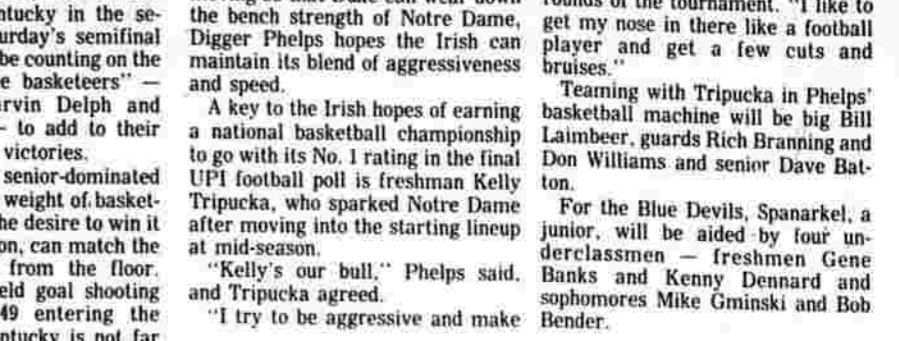 ntucky in the se-
urday's semifinal
be counting on the
e basketeers" —
rvin Delph and
- to add to their
victories.
senior-dominated
weight of basket-
he desire to win it
on, can match the
from the floor.
eld goal shooting
49 entering the
ntucky is not far
the bench strength of Notre Dame,
Digger Phelps hopes the Irish can
maintain its blend of aggressiveness
and speed.
A key to the Irish hopes of earning
a national basketball championship
to go with its No. 1 rating in the final
UPI football poll is freshman Kelly
Tripucka, who sparked Notre Dame
after moving into the starting lineup
at mid-season.
"Kelly's our bull," Phelps said,
and Tripucka agreed.
"I try to be aggressive and make
rounds of the tournament. "I like to
get my nose in there like a football
player and get a few cuts and
bruises."
Teaming with Tripucka in Phelps'
basketball machine will be big Bill
Laimbeer, guards Rich Branning and
Don Williams and senior Dave Bat-
ton.
For the Blue Devils, Spanarkel, a
junior, will be aided by four un-
derclassmen — freshmen Gene
Banks and Kenny Dennard and
sophomores Mike Gminski and Bob
Bender.